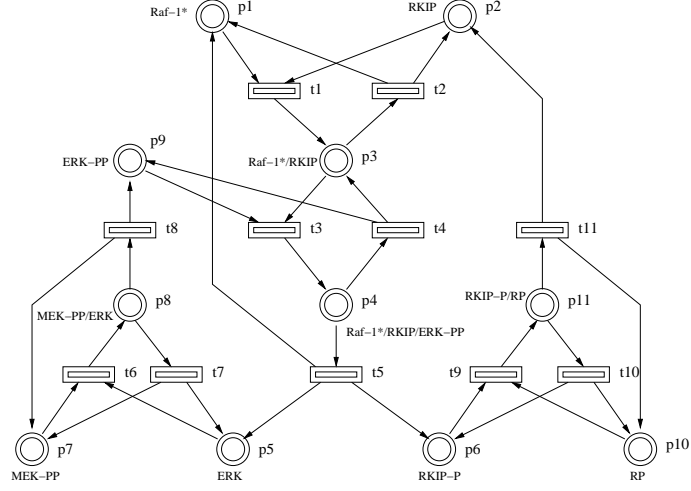 Raf−1* p1 RKIP p2
t1 t2
p9
ERK−PP Raf−1*/RKIP p3
t8 t3 t4 t11
MEK−PP/ERK p8 p4 RKIP−P/RP p11
Raf−1*/RKIP/ERK−PP
t6 t7 t5 t9 t10
p7 p5 p6 p10
MEK−PP ERK RKIP−P RP